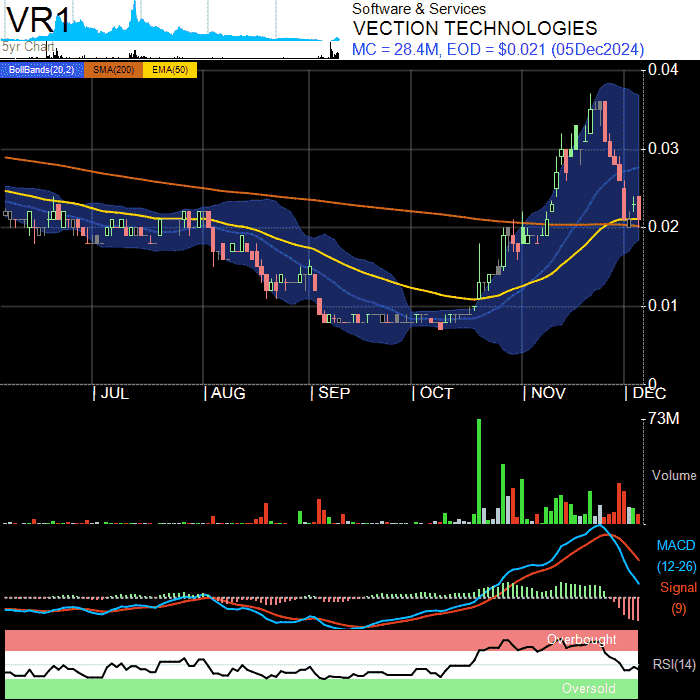 VR1
Software & Services
VECTION TECHNOLOGIES
5yr Chart
MC = 28.4M, EOD = $0.021 (05Dec2024)
BollBands(20,2) SMA(200) EMA(50)
0.04
0.03
0.02
0.01
0
JUL AUG SEP OCT NOV DEC
73M
Volume
MACD
(12-26)
Signal
(9)
Overbought
RSI(14)
Oversold